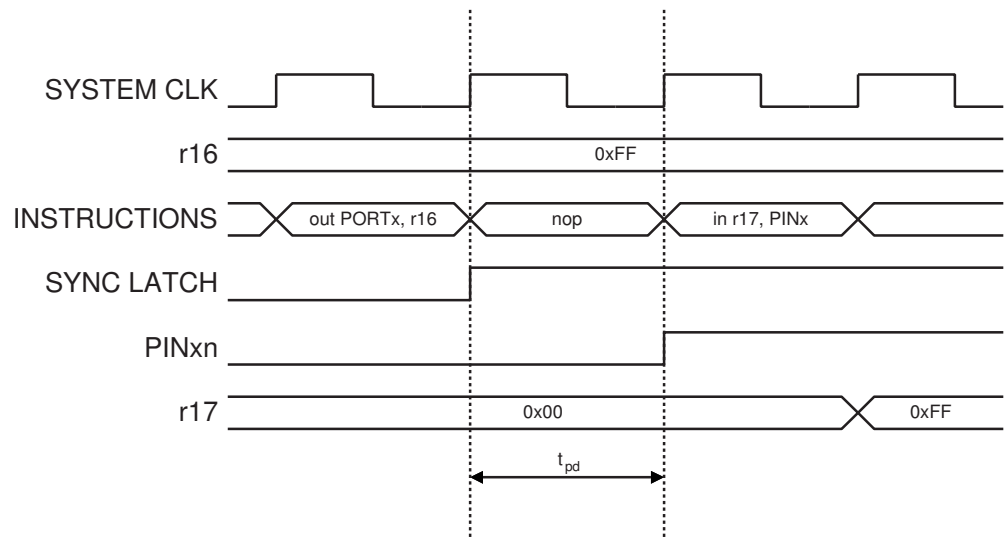 SYSTEM CLK
r16
0xFF
INSTRUCTIONS
out PORTx, r16
nop
in r17, PINx
SYNC LATCH
PINxn
r17
0x00
0xFF
tpd